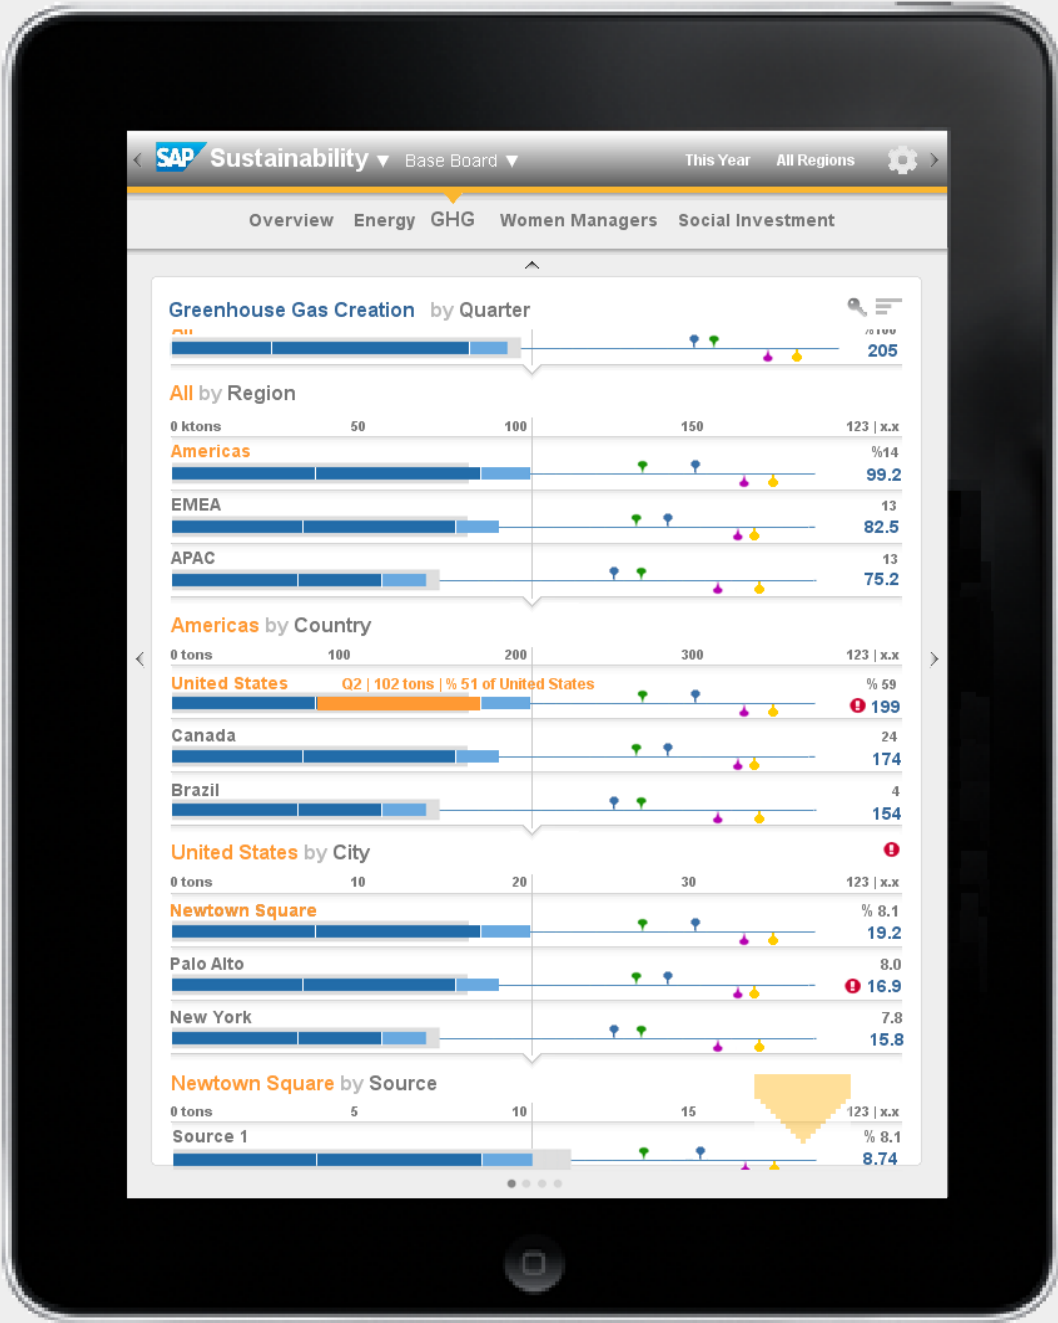 SAP Sustainability ▼ Base Board ▼ This Year All Regions
Overview Energy GHG Women Managers Social Investment
Greenhouse Gas Creation by Quarter
All %100
205
All by Region
0 ktons 50 100 150 123 | x.x
Americas %14
99.2
EMEA 13
82.5
APAC 13
75.2
Americas by Country
0 tons 100 200 300 123 | x.x
United States Q2 | 102 tons | % 51 of United States % 59
199
Canada 24
174
Brazil 4
154
United States by City
0 tons 10 20 30 123 | x.x
Newtown Square % 8.1
19.2
Palo Alto 8.0
16.9
New York 7.8
15.8
Newtown Square by Source
0 tons 5 10 15 123 | x.x
Source 1 % 8.1
8.74